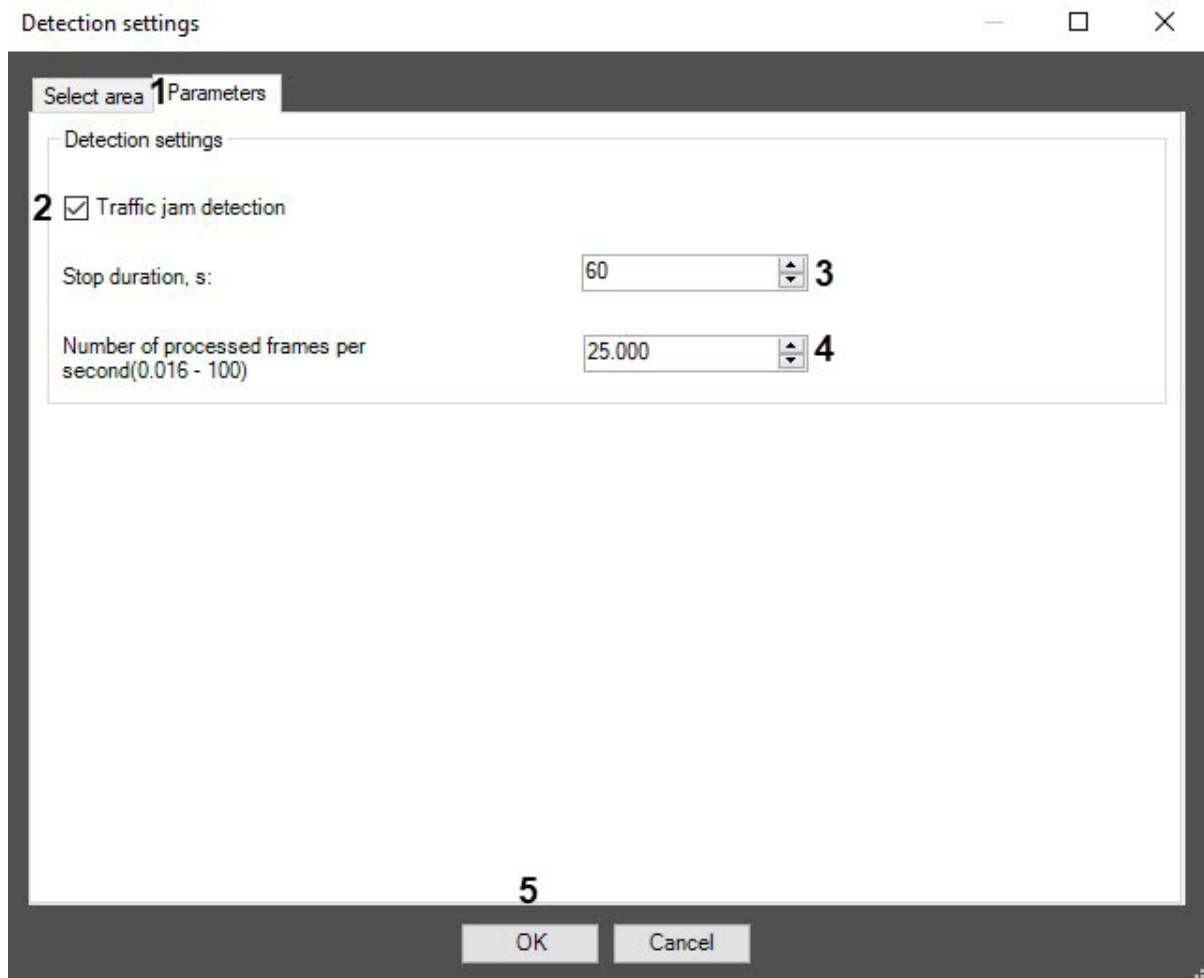 Detection settings
Select area 1 Parameters
Detection settings
2 Traffic jam detection
Stop duration, s: 60 3
Number of processed frames per
second(0.016 - 100) 25.000 4
5
OK Cancel